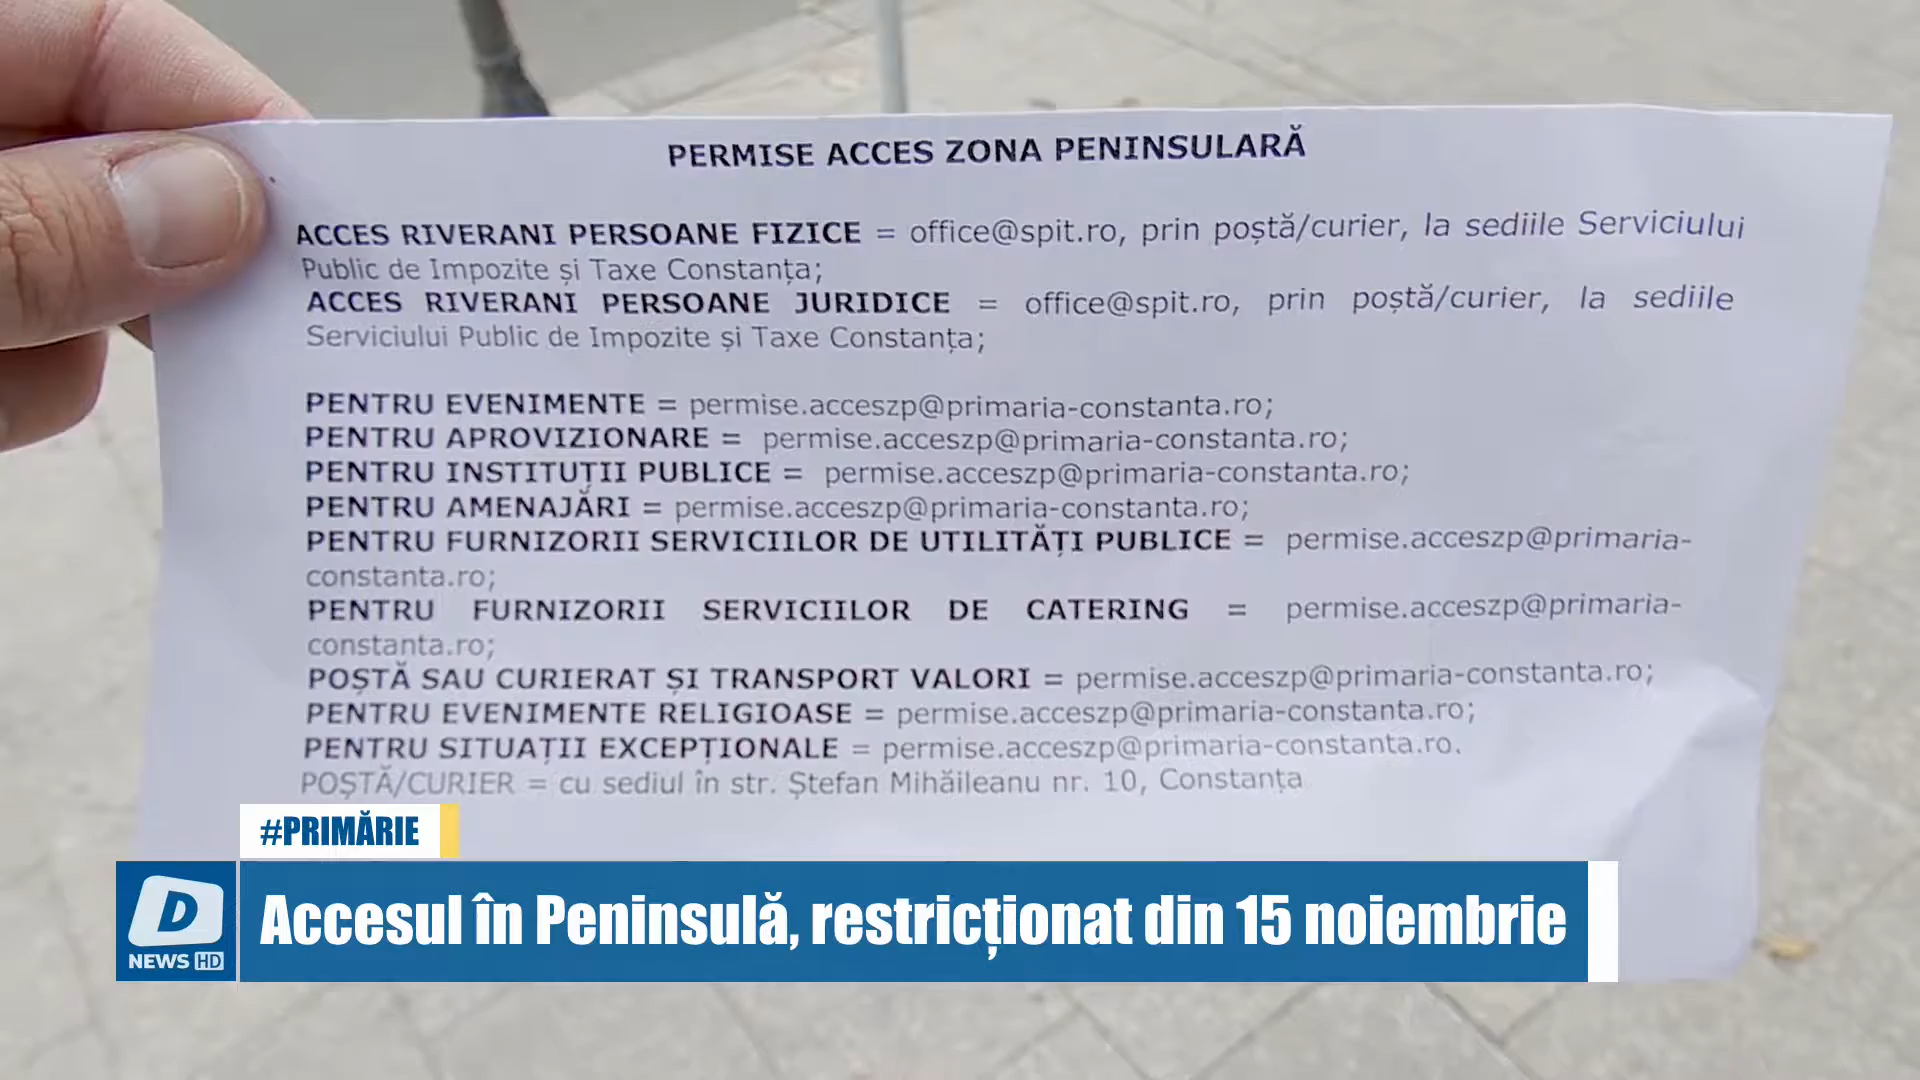 PERMISE ACCES ZONA PENINSULARĂ
ACCES RIVERANI PERSOANE FIZICE = office@spit.ro, prin poștă/curier, la sediile Serviciului
Public de Impozite și Taxe Constanța;
ACCES RIVERANI PERSOANE JURIDICE = office@spit.ro, prin poștă/curier, la sediile
Serviciului Public de Impozite și Taxe Constanța;
PENTRU EVENIMENTE = permise.acceszp@primaria-constanta.ro;
PENTRU APROVIZIONARE = permise.acceszp@primaria-constanta.ro;
PENTRU INSTITUȚII PUBLICE = permise.acceszp@primaria-constanta.ro;
PENTRU AMENAJĂRI = permise.acceszp@primaria-constanta.ro;
PENTRU FURNIZORII SERVICIILOR DE UTILITĂȚI PUBLICE = permise.acceszp@primaria-
constanta.ro;
PENTRU FURNIZORII SERVICIILOR DE CATERING = permise.acceszp@primaria-
constanta.ro;
POȘTĂ SAU CURIERAT ȘI TRANSPORT VALORI = permise.acceszp@primaria-constanta.ro;
PENTRU EVENIMENTE RELIGIOASE = permise.acceszp@primaria-constanta.ro;
PENTRU SITUAȚII EXCEPȚIONALE = permise.acceszp@primaria-constanta.ro.
POȘTĂ/CURIER = cu sediul în str. Ștefan Mihăileanu nr. 10, Constanța
#PRIMĂRIE
D
NEWS HD
Accesul în Peninsulă, restricționat din 15 noiembrie